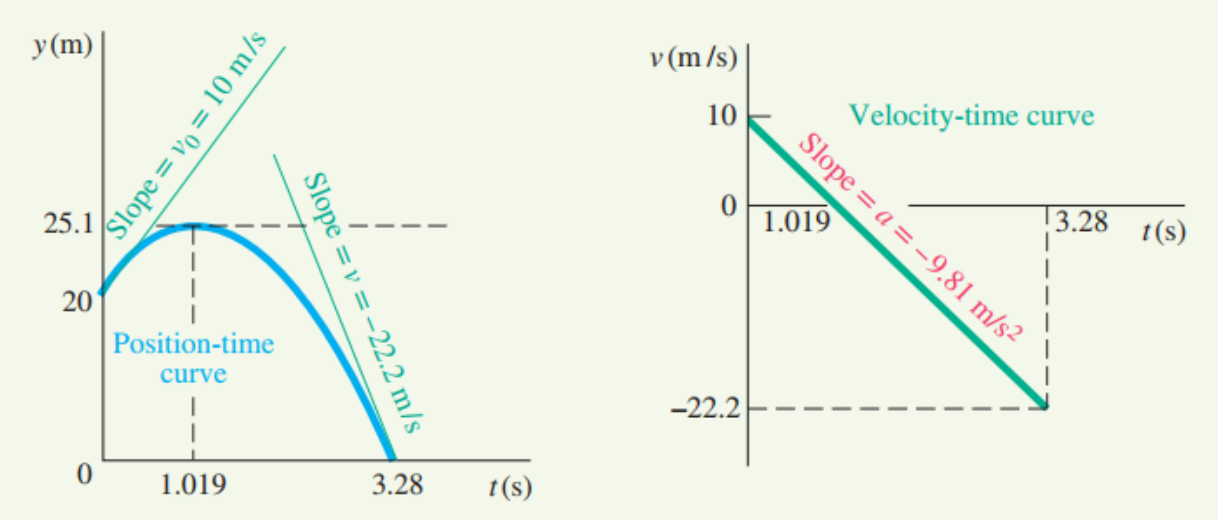 y (m)
Slope = v₀ = 10 m/s
25.1
Slope = v = −22.2 m/s
20
Position-time
curve
0
1.019
3.28
t (s)
v (m /s)
10
Velocity-time curve
Slope = a = −9.81 m/s²
0
1.019
3.28
t (s)
−22.2